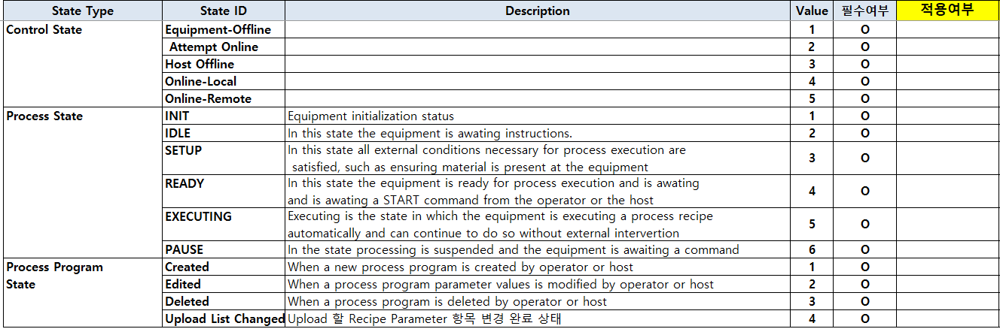 State Type State ID Description Value 필수여부 적용여부
Control State Equipment-Offline 1 O
Attempt Online 2 O
Host Offline 3 O
Online-Local 4 O
Online-Remote 5 O
Process State INIT Equipment initialization status 1 O
IDLE In this state the equipment is awating instructions. 2 O
SETUP In this state all external conditions necessary for process execution are
satisfied, such as ensuring material is present at the equipment 3 O
READY In this state the equipment is ready for process execution and is awating
and is awating a START command from the operator or the host 4 O
EXECUTING Executing is the state in which the equipment is executing a process recipe
automatically and can continue to do so without external intervention 5 O
PAUSE In the state processing is suspended and the equipment is awaiting a command 6 O
Process Program Created When a new process program is created by operator or host 1 O
State Edited When a process program parameter values is modified by operator or host 2 O
Deleted When a process program is deleted by operator or host 3 O
Upload List Changed Upload 할 Recipe Parameter 항목 변경 완료 상태 4 O